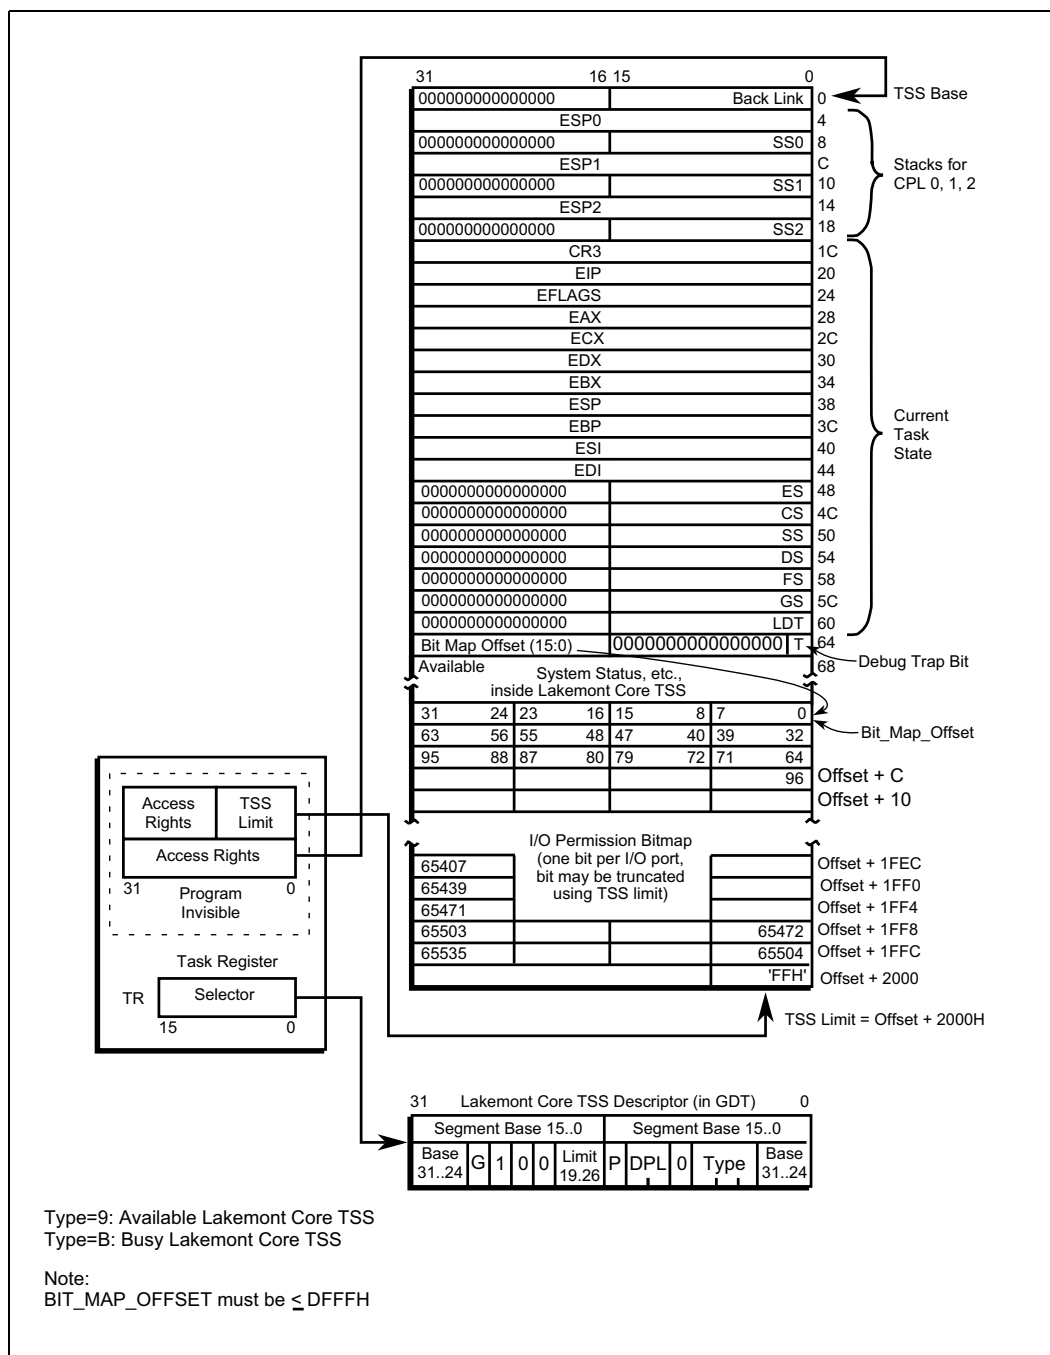 31 16 15 0
000000000000000 Back Link 0 TSS Base
ESP0 4
000000000000000 SS0 8
ESP1 C Stacks for
000000000000000 SS1 10 CPL 0, 1, 2
ESP2 14
000000000000000 SS2 18
CR3 1C
EIP 20
EFLAGS 24
EAX 28
ECX 2C
EDX 30
EBX 34
ESP 38
EBP 3C Current
ESI 40 Task
EDI 44 State
0000000000000000 ES 48
0000000000000000 CS 4C
0000000000000000 SS 50
0000000000000000 DS 54
0000000000000000 FS 58
0000000000000000 GS 5C
0000000000000000 LDT 60
Bit Map Offset (15:0) 0000000000000000 T 64
Debug Trap Bit
Available 68
System Status, etc.,
inside Lakemont Core TSS
31 24 23 16 15 8 7 0
63 56 55 48 47 40 39 32 Bit_Map_Offset
95 88 87 80 79 72 71 64
96 Offset + C
Offset + 10
I/O Permission Bitmap
(one bit per I/O port,
bit may be truncated
using TSS limit)
65407 Offset + 1FEC
65439 Offset + 1FF0
65471 Offset + 1FF4
65503 65472 Offset + 1FF8
65535 65504 Offset + 1FFC
'FFH' Offset + 2000
TSS Limit = Offset + 2000H
Access
Rights
TSS
Limit
Access Rights
31 0
Program
Invisible
Task Register
TR Selector
15 0
31 Lakemont Core TSS Descriptor (in GDT) 0
Segment Base 15..0 Segment Base 15..0
Base
31..24
G 1 0 0
Limit
19.26
P DPL 0 Type
Base
31..24
Type=9: Available Lakemont Core TSS
Type=B: Busy Lakemont Core TSS
Note:
BIT_MAP_OFFSET must be ≤ DFFFH